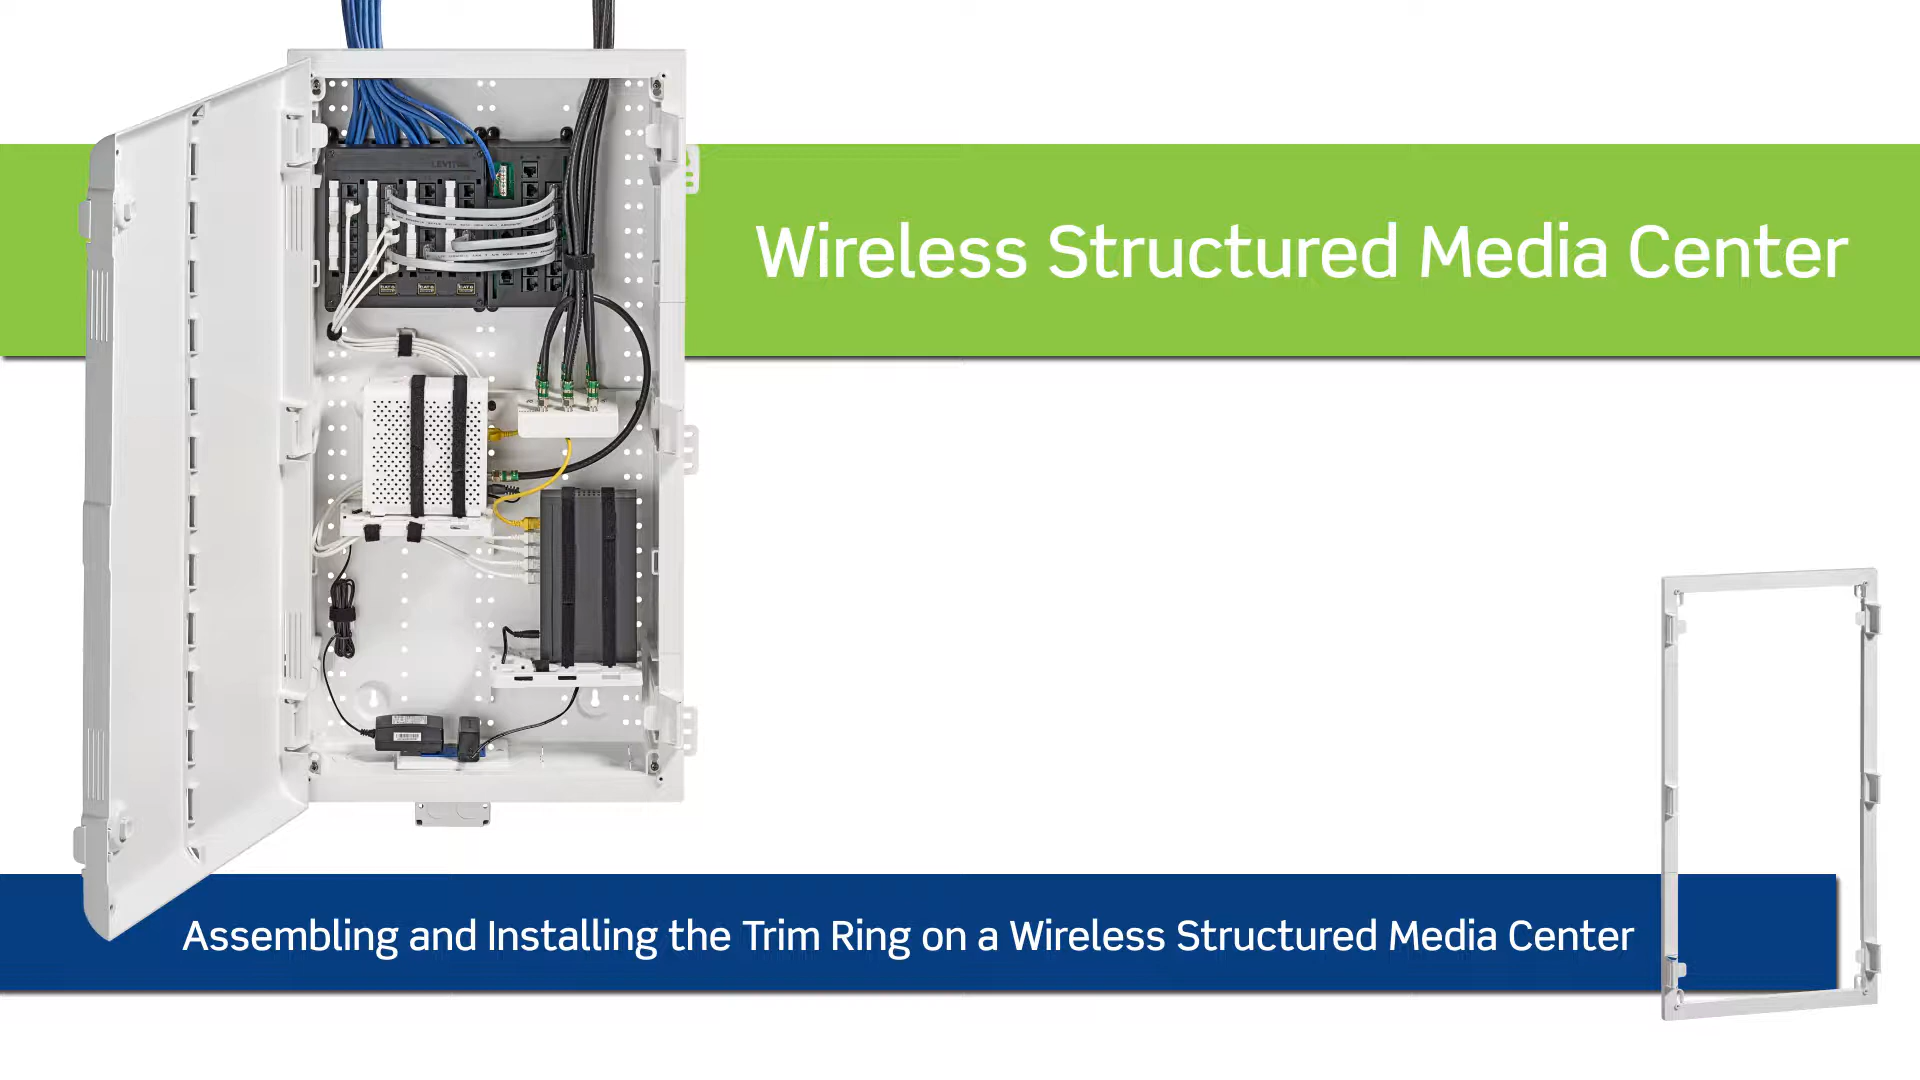 Wireless Structured Media Center
Assembling and Installing the Trim Ring on a Wireless Structured Media Center